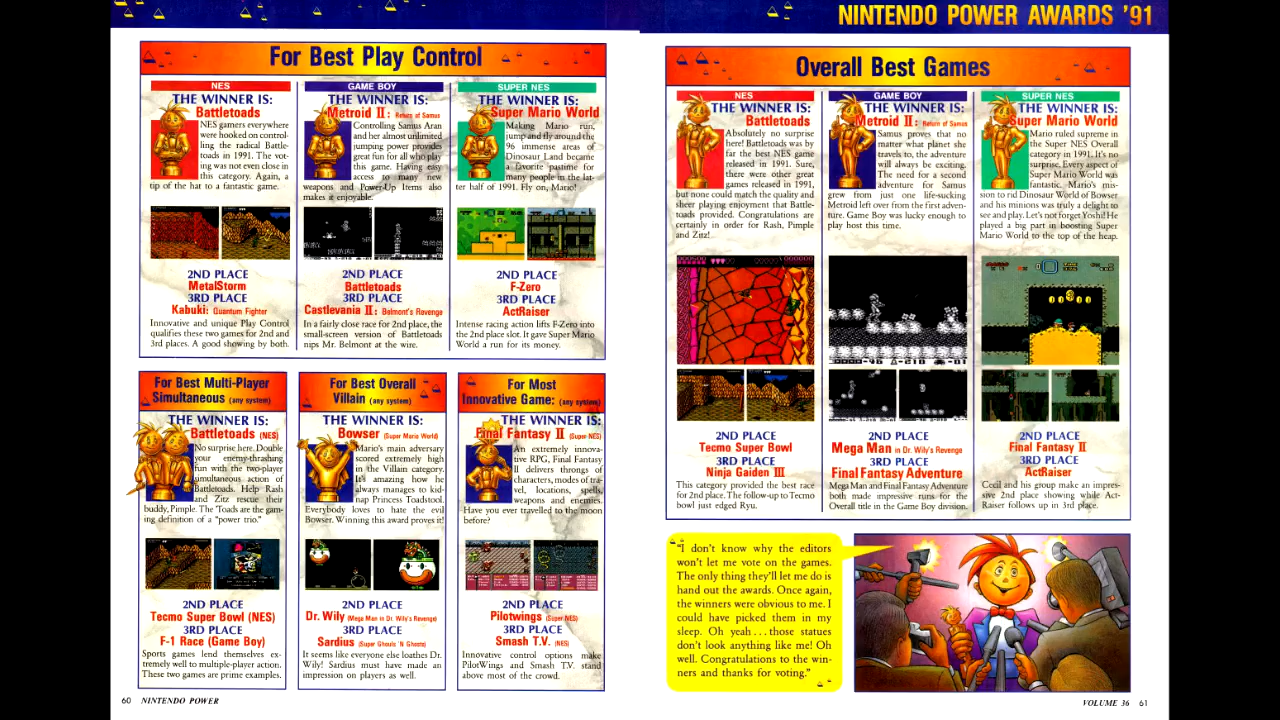 NINTENDO POWER AWARDS '91
For Best Play Control
NES
THE WINNER IS:
Battletoads
NES gamers everywhere
were hooked on control-
ling the radical Battle-
toads in 1991. The vot-
ing was not even close in
this category. Again, a
tip of the hat to a fantastic game.
2ND PLACE
MetalStorm
3RD PLACE
Kabuki: Quantum Fighter
Innovative and unique Play Control
qualifies these two games for 2nd and
3rd places. A good showing by both.
GAME BOY
THE WINNER IS:
Metroid II: Return of Samus
Controlling Samus Aran
and her almost unlimited
jumping power provides
great fun for all who play
this game. Having easy
access to many new
weapons and Power-Up Items also
makes it enjoyable.
2ND PLACE
Battletoads
3RD PLACE
Castlevania II: Belmont's Revenge
In a fairly close race for 2nd place, the
small-screen version of Battletoads
nips Mr. Belmont at the wire.
SUPER NES
THE WINNER IS:
Super Mario World
Making Mario run,
jump and fly around the
96 immense areas of
Dinosaur Land became
a favorite pastime for
many people in the lat-
ter half of 1991. Fly on, Mario!
2ND PLACE
F-Zero
3RD PLACE
ActRaiser
Intense racing action lifts F-Zero into
the 2nd place slot. It gave Super Mario
World a run for its money.
For Best Multi-Player
Simultaneous (any system)
THE WINNER IS:
Battletoads (NES)
No surprise here. Double
your enemy-thrashing
fun with the two-player
simultaneous action of
Battletoads. Help Rash
and Zitz rescue their
buddy, Pimple. The 'Toads are the gam-
ing definition of a "power trio."
2ND PLACE
Tecmo Super Bowl (NES)
3RD PLACE
F-1 Race (Game Boy)
Sports games lend themselves ex-
tremely well to multiple-player action.
These two games are prime examples.
For Best Overall
Villain (any system)
THE WINNER IS:
Bowser (Super Mario World)
Mario's main adversary
scored extremely high
in the Villain category.
It's amazing how he
always manages to kid-
nap Princess Toadstool.
Everybody loves to hate the evil
Bowser. Winning this award proves it!
2ND PLACE
Dr. Wily (Mega Man in Dr. Wily's Revenge)
3RD PLACE
Sardius (Super Ghouls 'N Ghosts)
It seems like everyone else loathes Dr.
Wily! Sardius must have made an
impression on players as well.
For Most
Innovative Game: (any system)
THE WINNER IS:
Final Fantasy II (Super NES)
An extremely innova-
tive RPG, Final Fantasy
II delivers throngs of
characters, modes of tra-
vel, locations, spells,
weapons and enemies.
Have you ever travelled to the moon
before?
2ND PLACE
Pilotwings (Super NES)
3RD PLACE
Smash T.V. (NES)
Innovative control options make
PilotWings and Smash T.V. stand
above most of the crowd.
60 NINTENDO POWER
Overall Best Games
NES
THE WINNER IS:
Battletoads
Absolutely no surprise
here! Battletoads was by
far the best NES game
released in 1991. Sure,
there were other great
games released in 1991,
but none could match the quality and
sheer playing enjoyment that Battle-
toads provided. Congratulations are
certainly in order for Rash, Pimple
and Zitz!
2ND PLACE
Tecmo Super Bowl
3RD PLACE
Ninja Gaiden III
This category provided the best race
for 2nd place. The follow-up to Tecmo
bowl just edged Ryu.
GAME BOY
THE WINNER IS:
Metroid II: Return of Samus
Samus proves that no
matter what planet she
travels to, the adventure
will always be exciting.
The need for a second
adventure for Samus
grew from just one life-sucking
Metroid left over from the first adven-
ture. Game Boy was lucky enough to
play host this time.
2ND PLACE
Mega Man in Dr. Wily's Revenge
3RD PLACE
Final Fantasy Adventure
Mega Man and Final Fantasy Adventure
both made impressive runs for the
Overall title in the Game Boy division.
SUPER NES
THE WINNER IS:
Super Mario World
Mario ruled supreme in
the Super NES Overall
category in 1991. It's no
surprise. Every aspect of
Super Mario World was
fantastic. Mario's mis-
sion to rid Dinosaur World of Bowser
and his minions was truly a delight to
see and play. Let's not forget Yoshi! He
played a big part in boosting Super
Mario World to the top of the heap.
2ND PLACE
Final Fantasy II
3RD PLACE
ActRaiser
Cecil and his group make an impres-
sive 2nd place showing while Act-
Raiser follows up in 3rd place.
"I don't know why the editors
won't let me vote on the games.
The only thing they'll let me do is
hand out the awards. Once again,
the winners were obvious to me. I
could have picked them in my
sleep. Oh yeah...those statues
don't look anything like me! Oh
well. Congratulations to the win-
ners and thanks for voting."
VOLUME 36 61